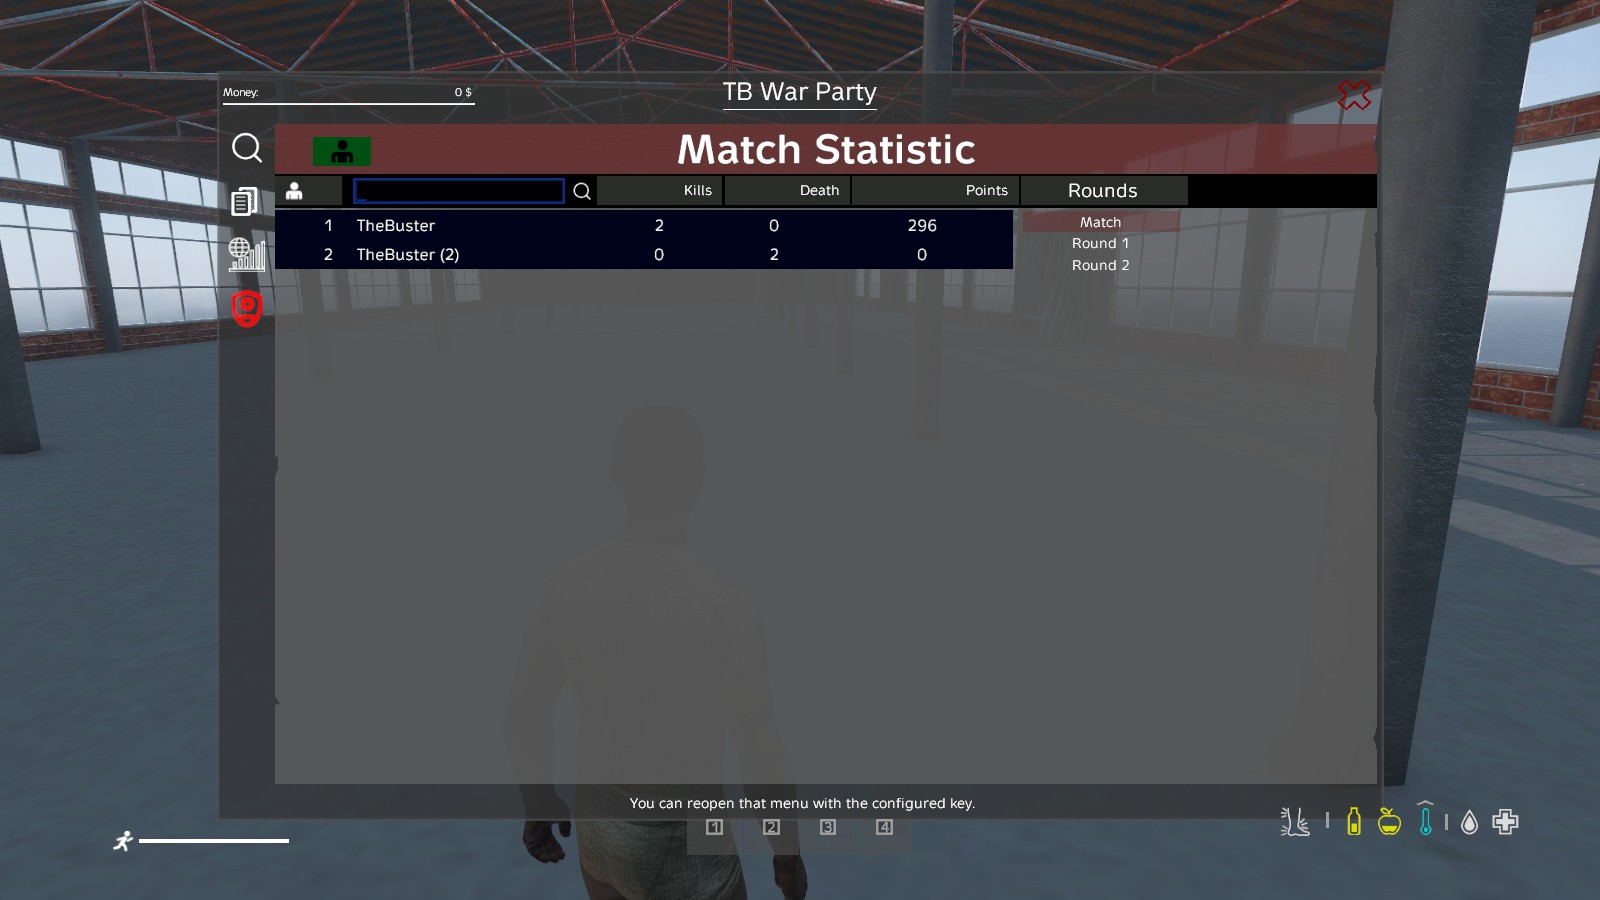 Money: 0 $
TB War Party
Match Statistic
Kills Death Points Rounds
1 TheBuster 2 0 296
2 TheBuster (2) 0 2 0
Match
Round 1
Round 2
You can reopen that menu with the configured key.
1 2 3 4